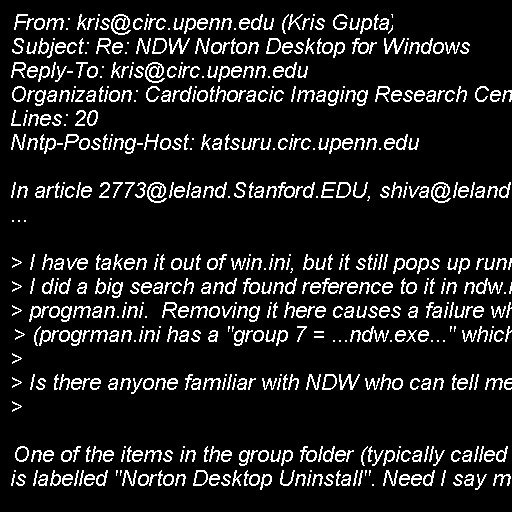 From: kris@circ.upenn.edu (Kris Gupta)
Subject: Re: NDW Norton Desktop for Windows
Reply-To: kris@circ.upenn.edu
Organization: Cardiothoracic Imaging Research Cen
Lines: 20
Nntp-Posting-Host: katsuru.circ.upenn.edu
In article 2773@leland.Stanford.EDU, shiva@leland
...
> I have taken it out of win.ini, but it still pops up runn
> I did a big search and found reference to it in ndw.i
> progman.ini.  Removing it here causes a failure wh
> (progrman.ini has a "group 7 = ...ndw.exe..." which
>
> Is there anyone familiar with NDW who can tell me
>
One of the items in the group folder (typically called
is labelled "Norton Desktop Uninstall". Need I say m